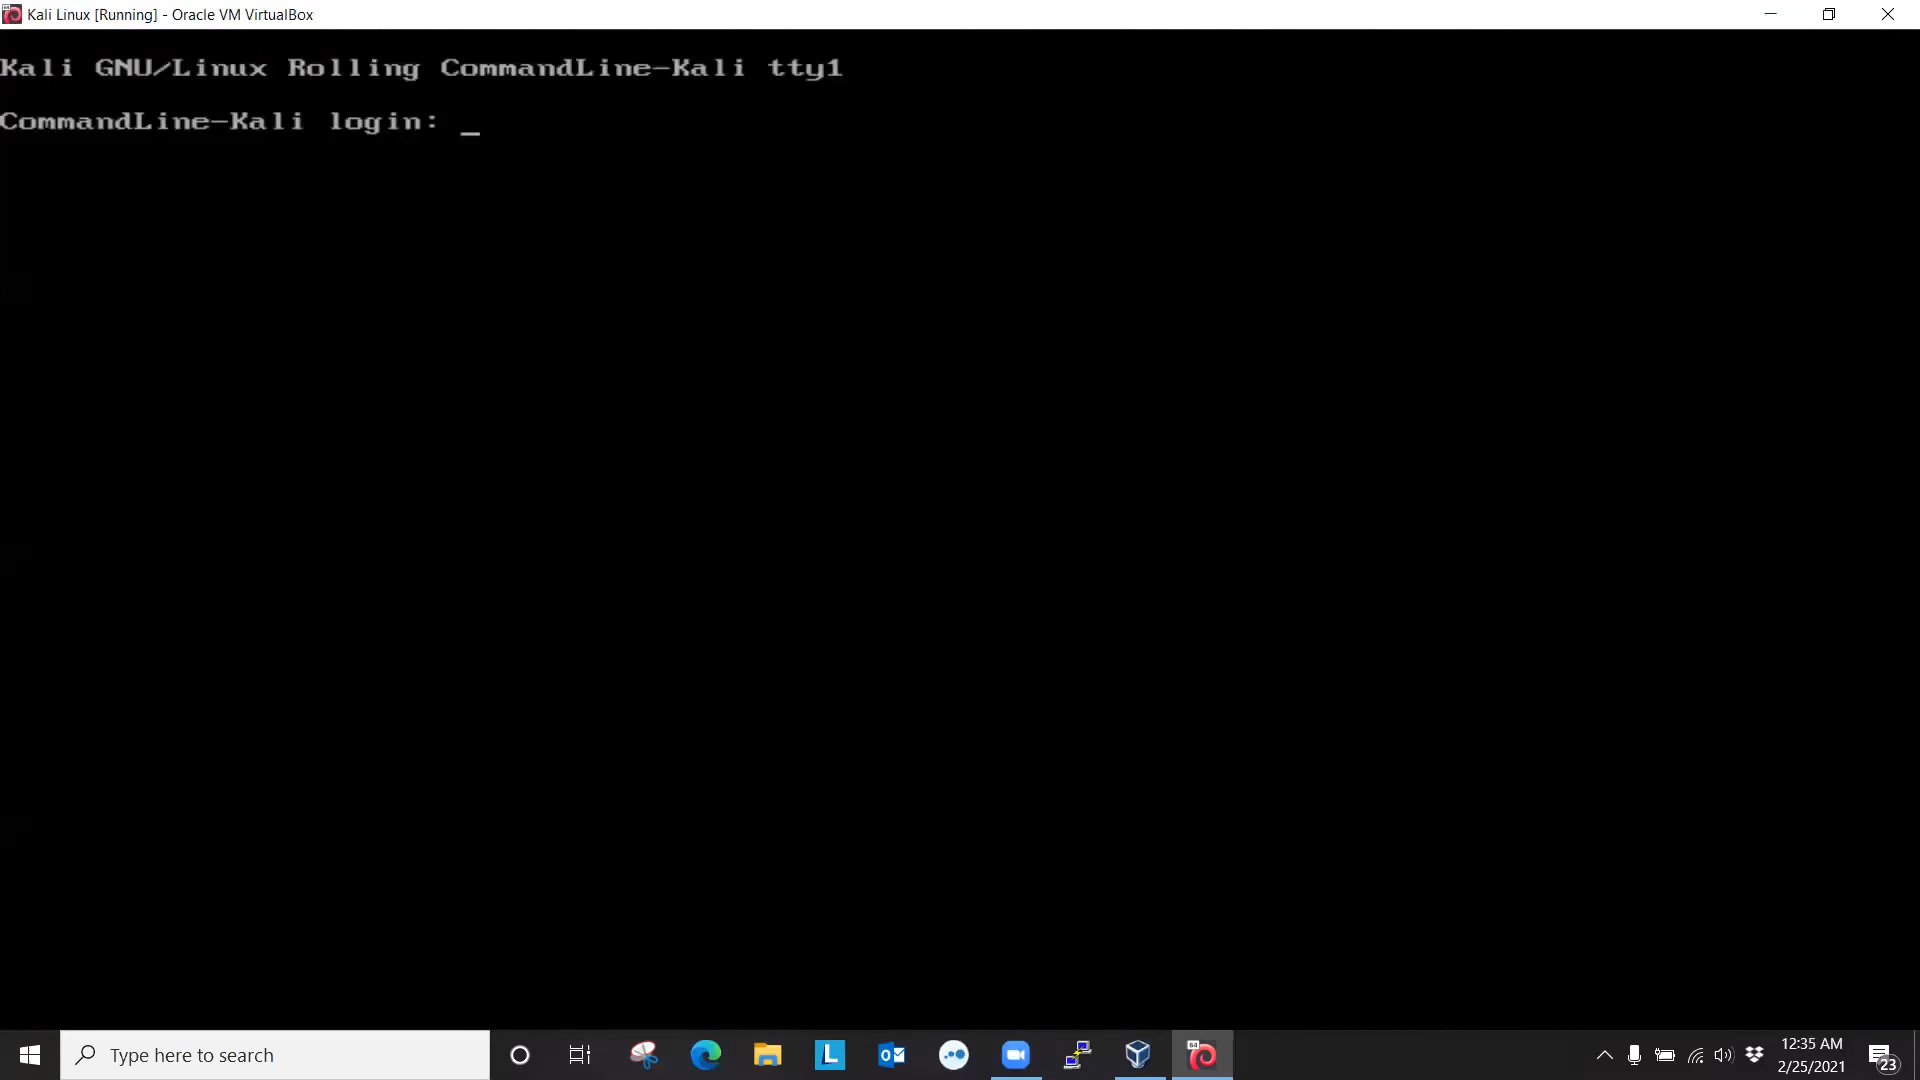 Kali Linux [Running] - Oracle VM VirtualBox
Kali GNU/Linux Rolling CommandLine-Kali tty1
CommandLine-Kali login: _
Type here to search
L
64
12:35 AM
2/25/2021
23